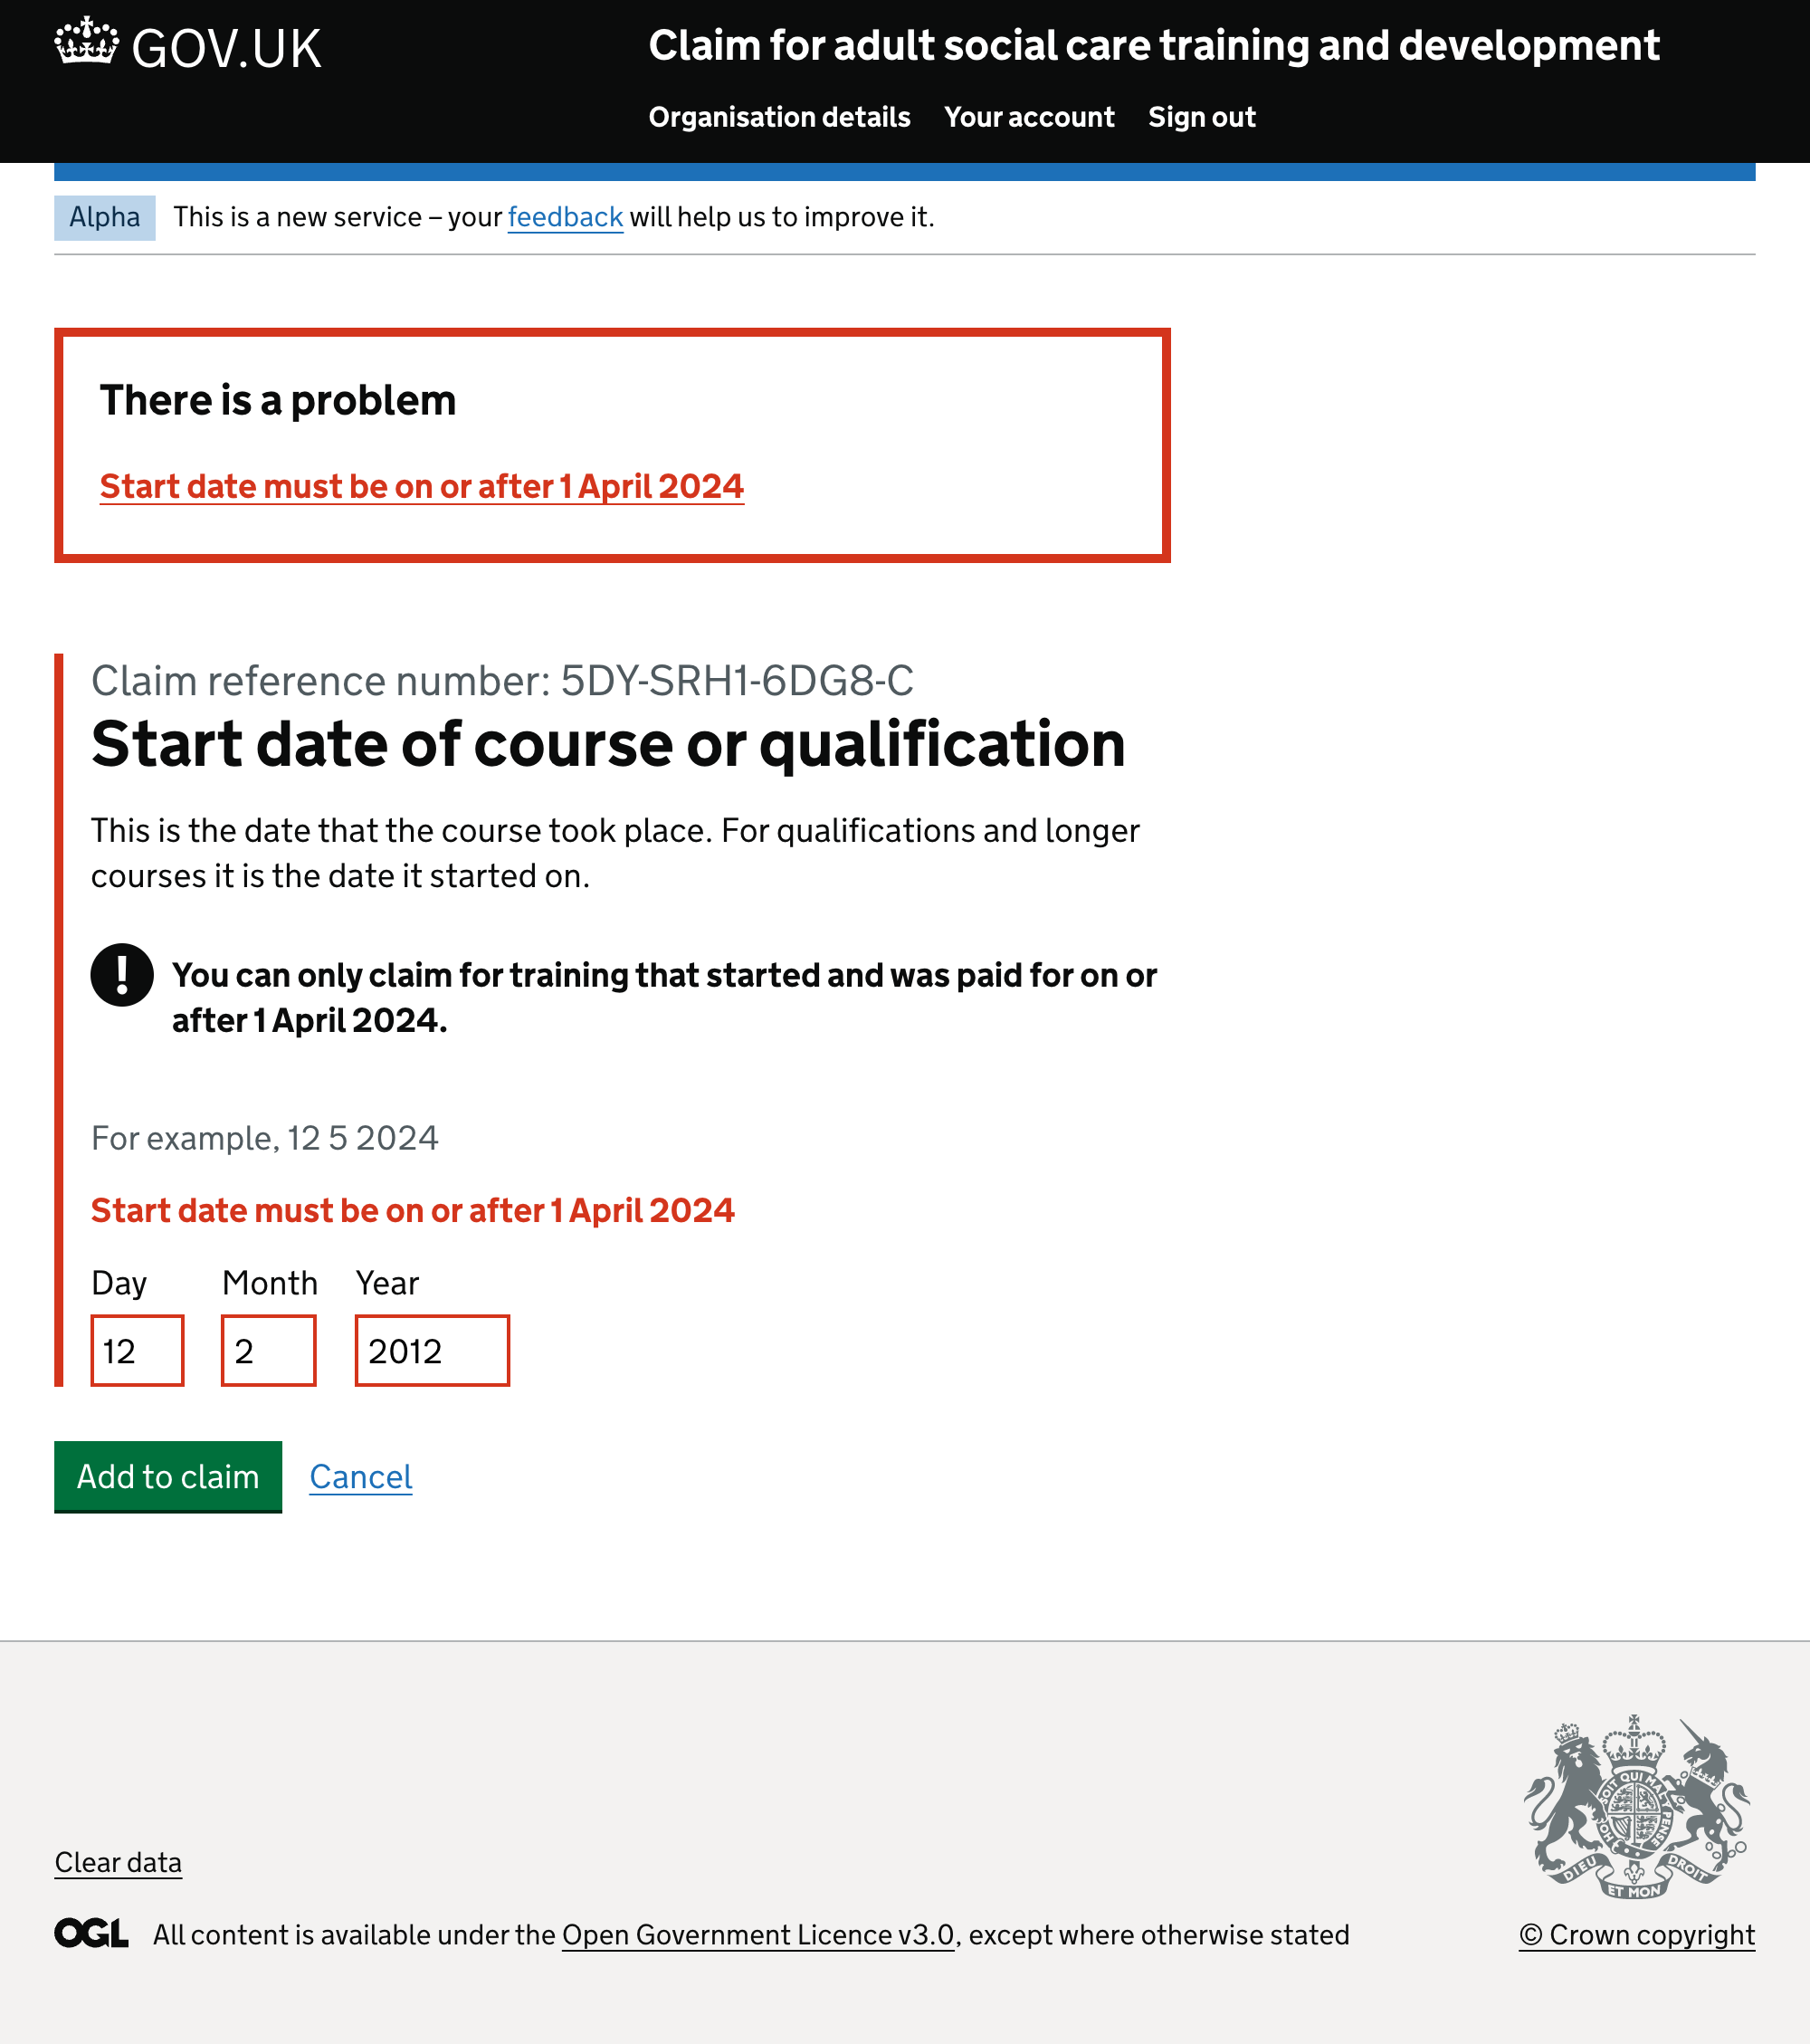 GOV.UK
Claim for adult social care training and development
Organisation details Your account Sign out
Alpha This is a new service – your feedback will help us to improve it.
There is a problem
Start date must be on or after 1 April 2024
Claim reference number: 5DY-SRH1-6DG8-C
Start date of course or qualification
This is the date that the course took place. For qualifications and longer
courses it is the date it started on.
! You can only claim for training that started and was paid for on or
after 1 April 2024.
For example, 12 5 2024
Start date must be on or after 1 April 2024
Day Month Year
12 2 2012
Add to claim Cancel
DIEU ET MON DROIT
Clear data
OGL All content is available under the Open Government Licence v3.0, except where otherwise stated
© Crown copyright